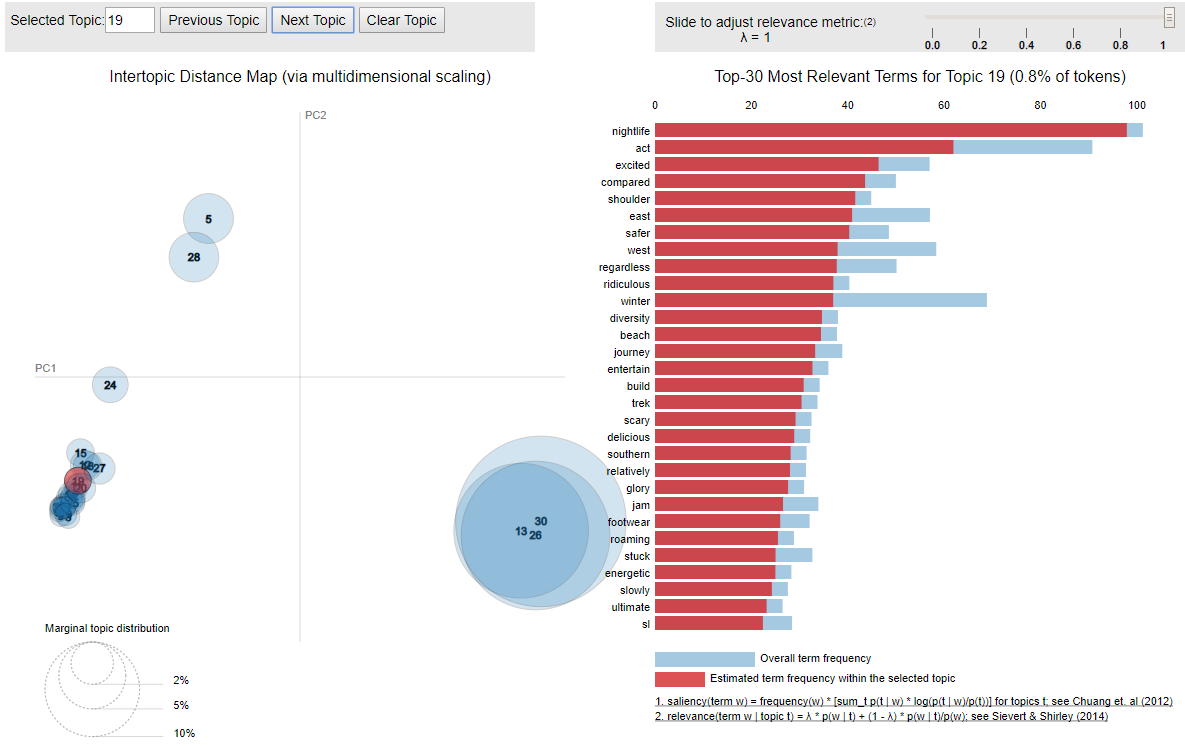 Selected Topic: 19 Previous Topic Next Topic Clear Topic
Slide to adjust relevance metric:(2)
λ = 1
0.0 0.2 0.4 0.6 0.8 1
Intertopic Distance Map (via multidimensional scaling)
PC2
PC1
5
28
24
15
27
19
20
3
30
13
26
Marginal topic distribution
2%
5%
10%
Top-30 Most Relevant Terms for Topic 19 (0.8% of tokens)
0 20 40 60 80 100
nightlife
act
excited
compared
shoulder
east
safer
west
regardless
ridiculous
winter
diversity
beach
journey
entertain
build
trek
scary
delicious
southern
relatively
glory
jam
footwear
roaming
stuck
energetic
slowly
ultimate
sl
Overall term frequency
Estimated term frequency within the selected topic
1. saliency(term w) = frequency(w) * [sum_t p(t | w) * log(p(t | w)/p(t))] for topics t; see Chuang et. al (2012)
2. relevance(term w | topic t) = λ * p(w | t) + (1 - λ) * p(w | t)/p(w); see Sievert & Shirley (2014)